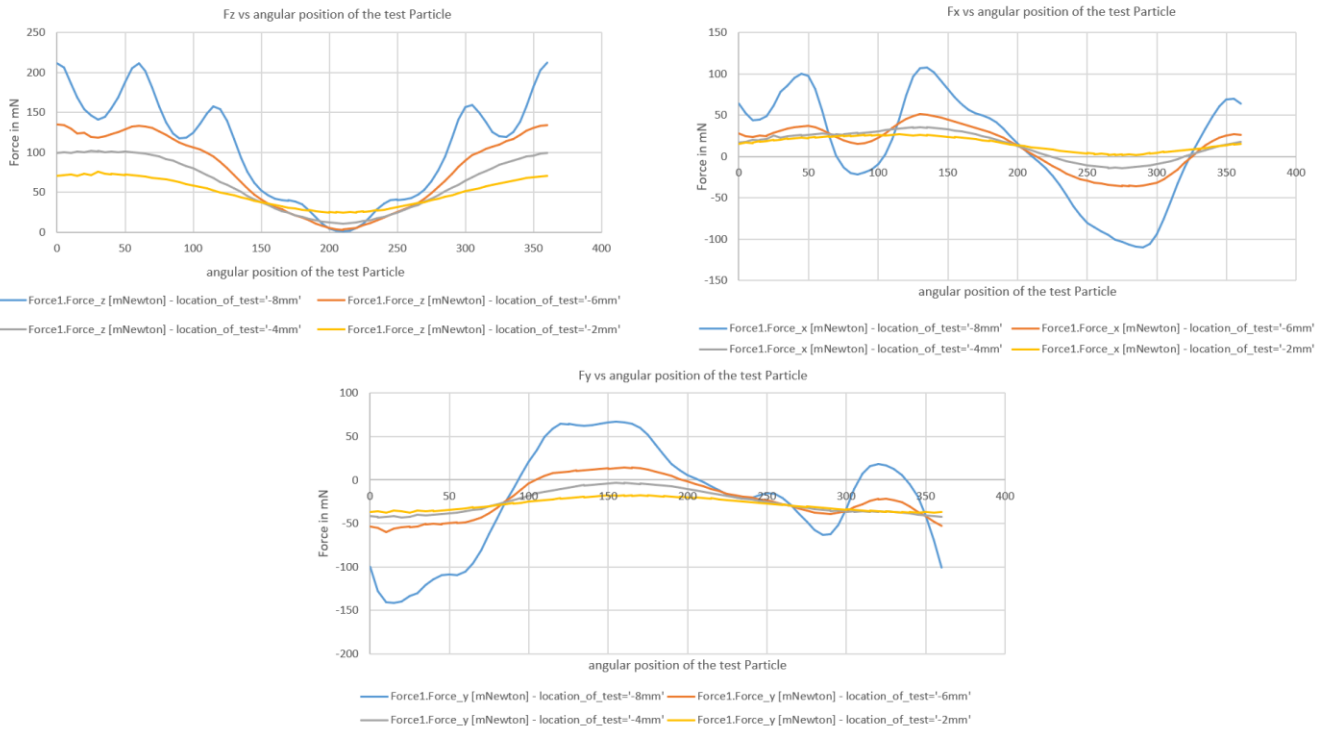 Fz vs angular position of the test Particle
250
200
150
100
50
0
0 50 100 150 200 250 300 350 400
Force in mN
angular position of the test Particle
Force1.Force_z [mNewton] - location_of_test='-8mm' Force1.Force_z [mNewton] - location_of_test='-6mm'
Force1.Force_z [mNewton] - location_of_test='-4mm' Force1.Force_z [mNewton] - location_of_test='-2mm'
Fx vs angular position of the test Particle
150
100
50
0
-50
-100
-150
0 50 100 150 200 250 300 350 400
Force in mN
angular position of the test Particle
Force1.Force_x [mNewton] - location_of_test='-8mm' Force1.Force_x [mNewton] - location_of_test='-6mm'
Force1.Force_x [mNewton] - location_of_test='-4mm' Force1.Force_x [mNewton] - location_of_test='-2mm'
Fy vs angular position of the test Particle
100
50
0
-50
-100
-150
-200
0 50 100 150 200 250 300 350 400
Force in mN
angular position of the test Particle
Force1.Force_y [mNewton] - location_of_test='-8mm' Force1.Force_y [mNewton] - location_of_test='-6mm'
Force1.Force_y [mNewton] - location_of_test='-4mm' Force1.Force_y [mNewton] - location_of_test='-2mm'